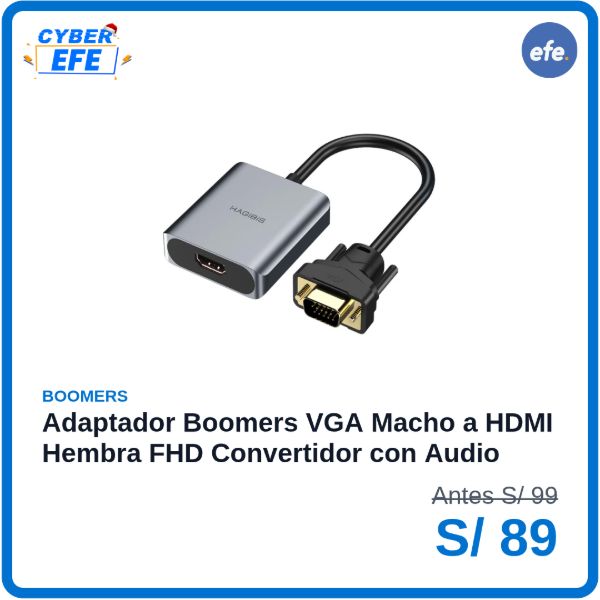 CYBER
EFE
efe.
HAGIBIS
BOOMERS
Adaptador Boomers VGA Macho a HDMI
Hembra FHD Convertidor con Audio
Antes S/ 99
S/ 89